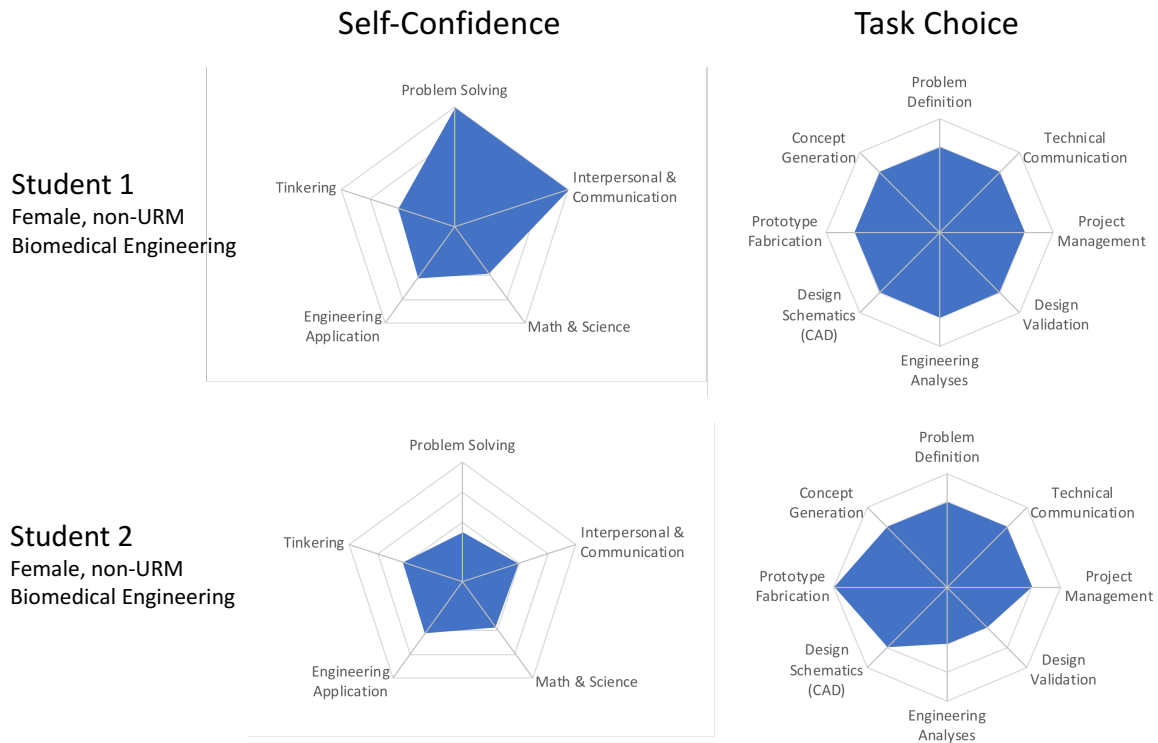 Self-Confidence
Task Choice
Student 1
Female, non-URM
Biomedical Engineering
Problem Solving
Interpersonal &
Communication
Math & Science
Engineering
Application
Tinkering
Problem
Definition
Technical
Communication
Project
Management
Design
Validation
Engineering
Analyses
Design
Schematics
(CAD)
Prototype
Fabrication
Concept
Generation
Student 2
Female, non-URM
Biomedical Engineering
Problem Solving
Interpersonal &
Communication
Math & Science
Engineering
Application
Tinkering
Problem
Definition
Technical
Communication
Project
Management
Design
Validation
Engineering
Analyses
Design
Schematics
(CAD)
Prototype
Fabrication
Concept
Generation